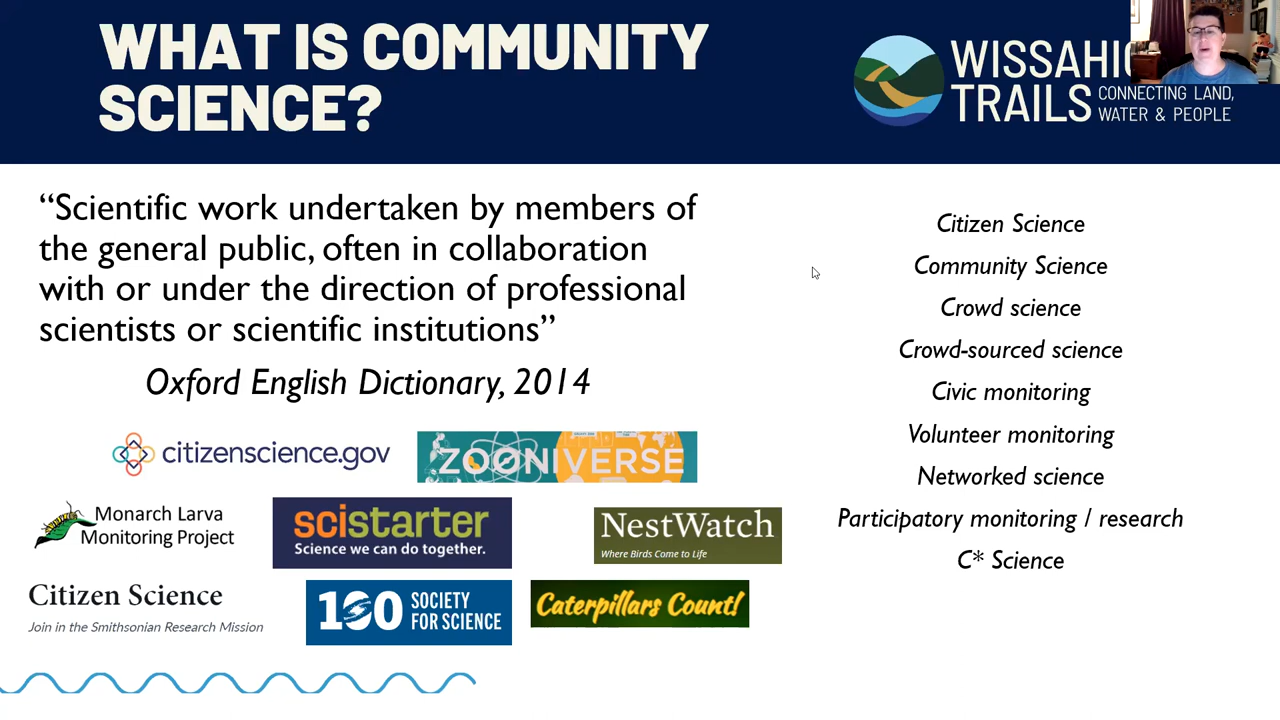 WHAT IS COMMUNITY
SCIENCE?
TRAILS
CONNECTING LAND,
WATER & PEOPLE
“Scientific work undertaken by members of
the general public, often in collaboration
with or under the direction of professional
scientists or scientific institutions”
Oxford English Dictionary, 2014
citizenscience.gov
ZOONIVERSE
Monarch Larva
Monitoring Project
scistarter
Science we can do together.
NestWatch
Where Birds Come to Life
Citizen Science
Join in the Smithsonian Research Mission
100 SOCIETY
FOR SCIENCE
Caterpillars Count!
Citizen Science
Community Science
Crowd science
Crowd-sourced science
Civic monitoring
Volunteer monitoring
Networked science
Participatory monitoring / research
C* Science